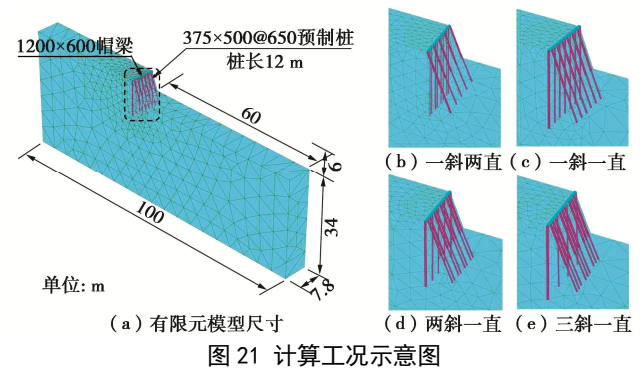 1200×600帽梁
375×500@650预制桩
桩长12 m
60
6
34
100
7.8
单位: m
(a)有限元模型尺寸
(b)一斜两直
(c)一斜一直
(d)两斜一直
(e)三斜一直
图 21 计算工况示意图